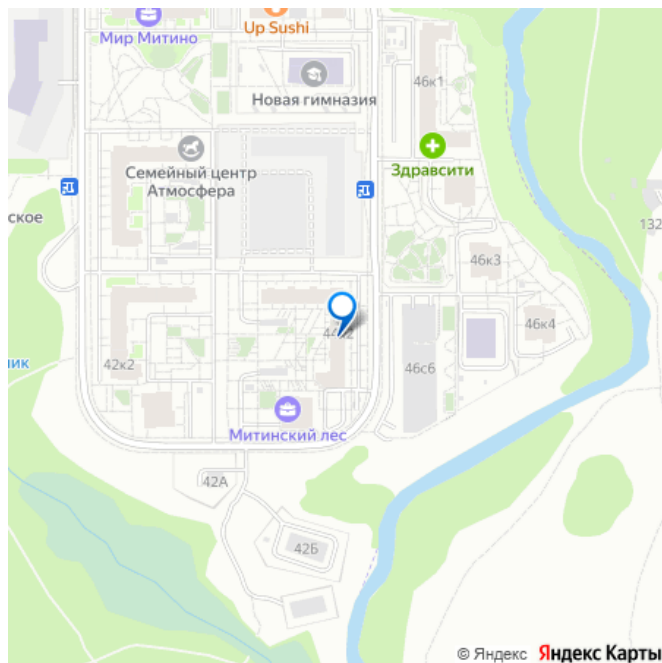 Up Sushi
Мир Митино
46к1
Новая гимназия
Здравсити
Семейный центр
Атмосфера
ское
132
46к3
46к4
42к2
ник
46с6
Митинский лес
42А
42Б
© Яндекс Яндекс Карты